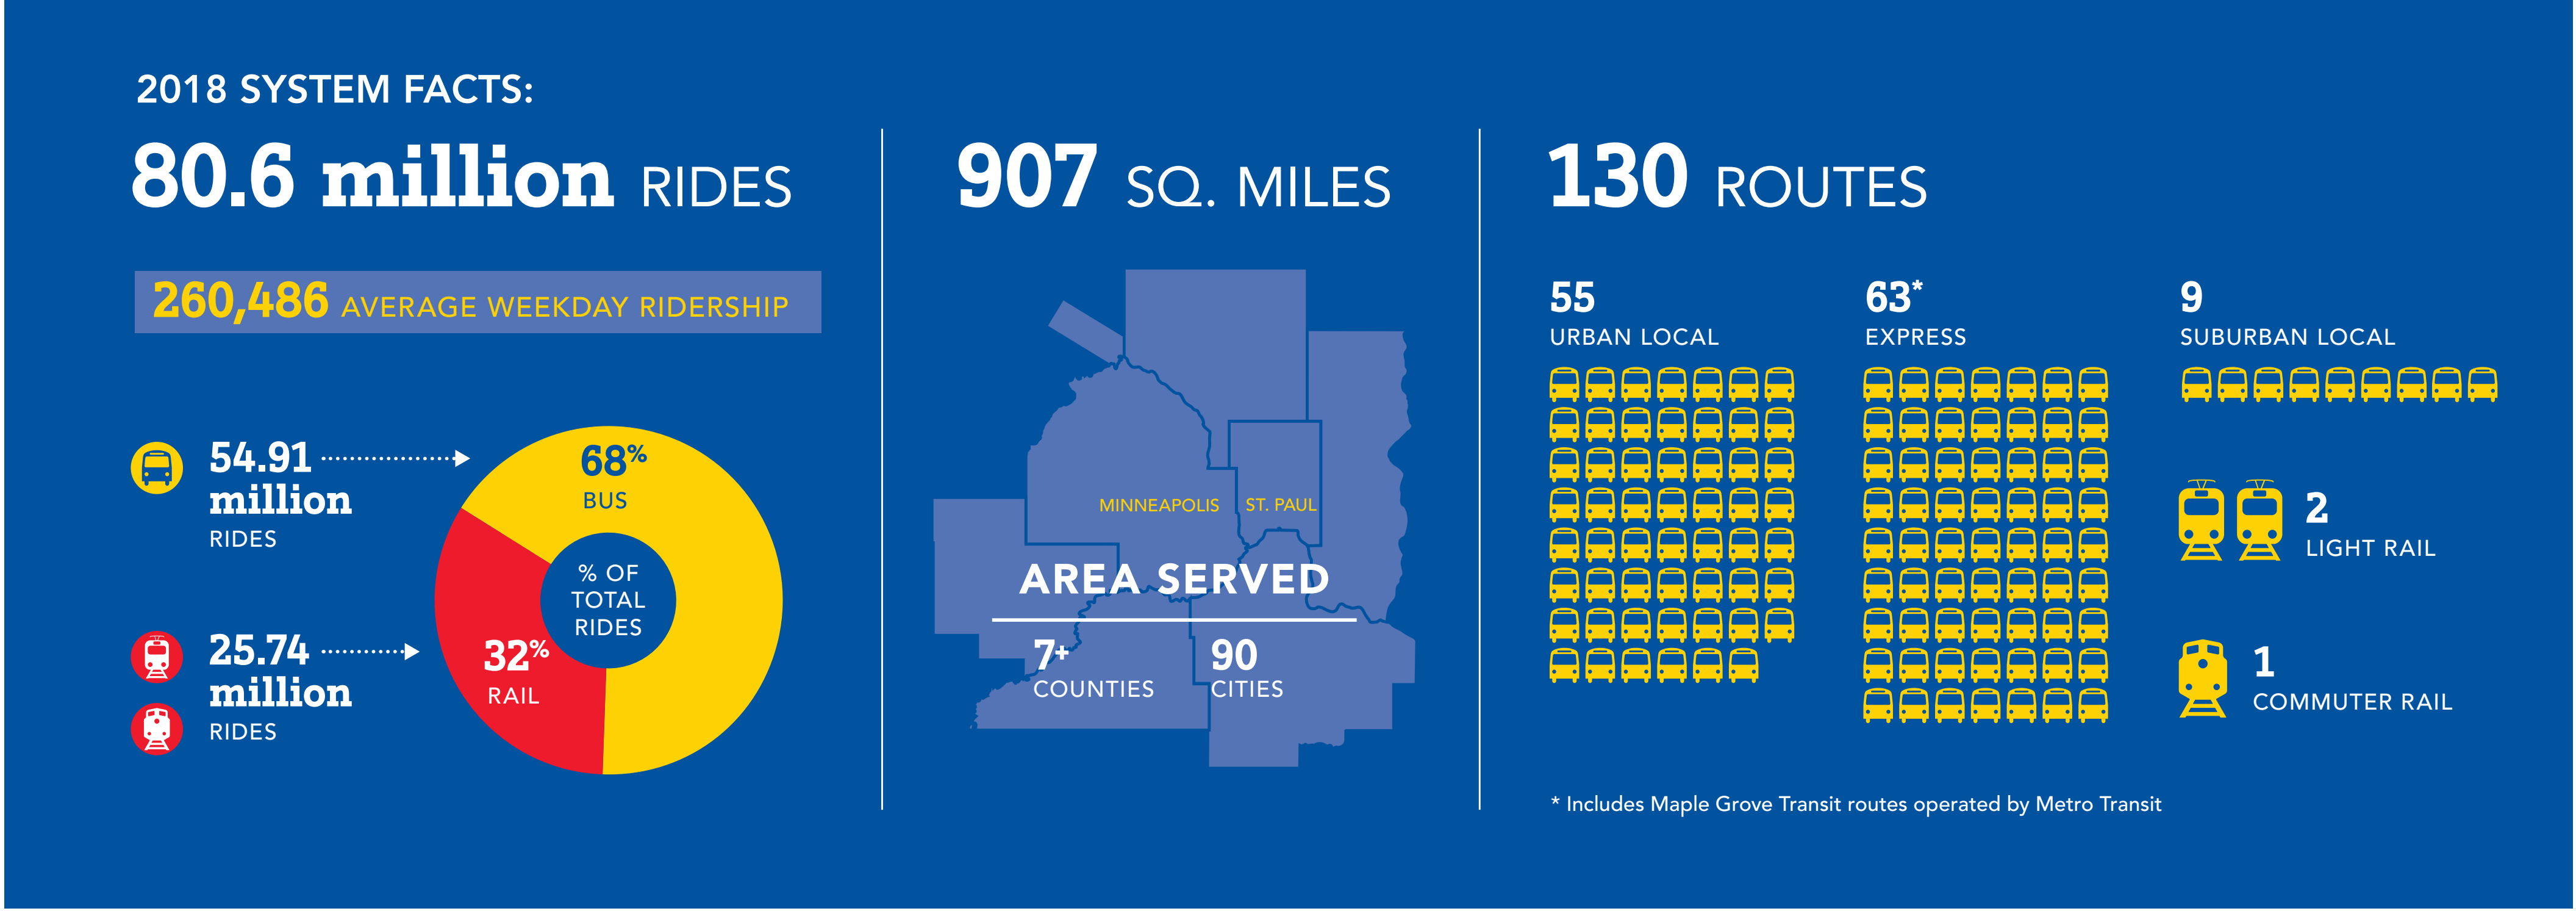 2018 SYSTEM FACTS:
80.6 million RIDES
260,486 AVERAGE WEEKDAY RIDERSHIP
54.91
million
RIDES
25.74
million
RIDES
68%
BUS
% OF
TOTAL
RIDES
32%
RAIL
907 SQ. MILES
MINNEAPOLIS
ST. PAUL
AREA SERVED
7+
COUNTIES
90
CITIES
130 ROUTES
55
URBAN LOCAL
63*
EXPRESS
9
SUBURBAN LOCAL
2
LIGHT RAIL
1
COMMUTER RAIL
* Includes Maple Grove Transit routes operated by Metro Transit